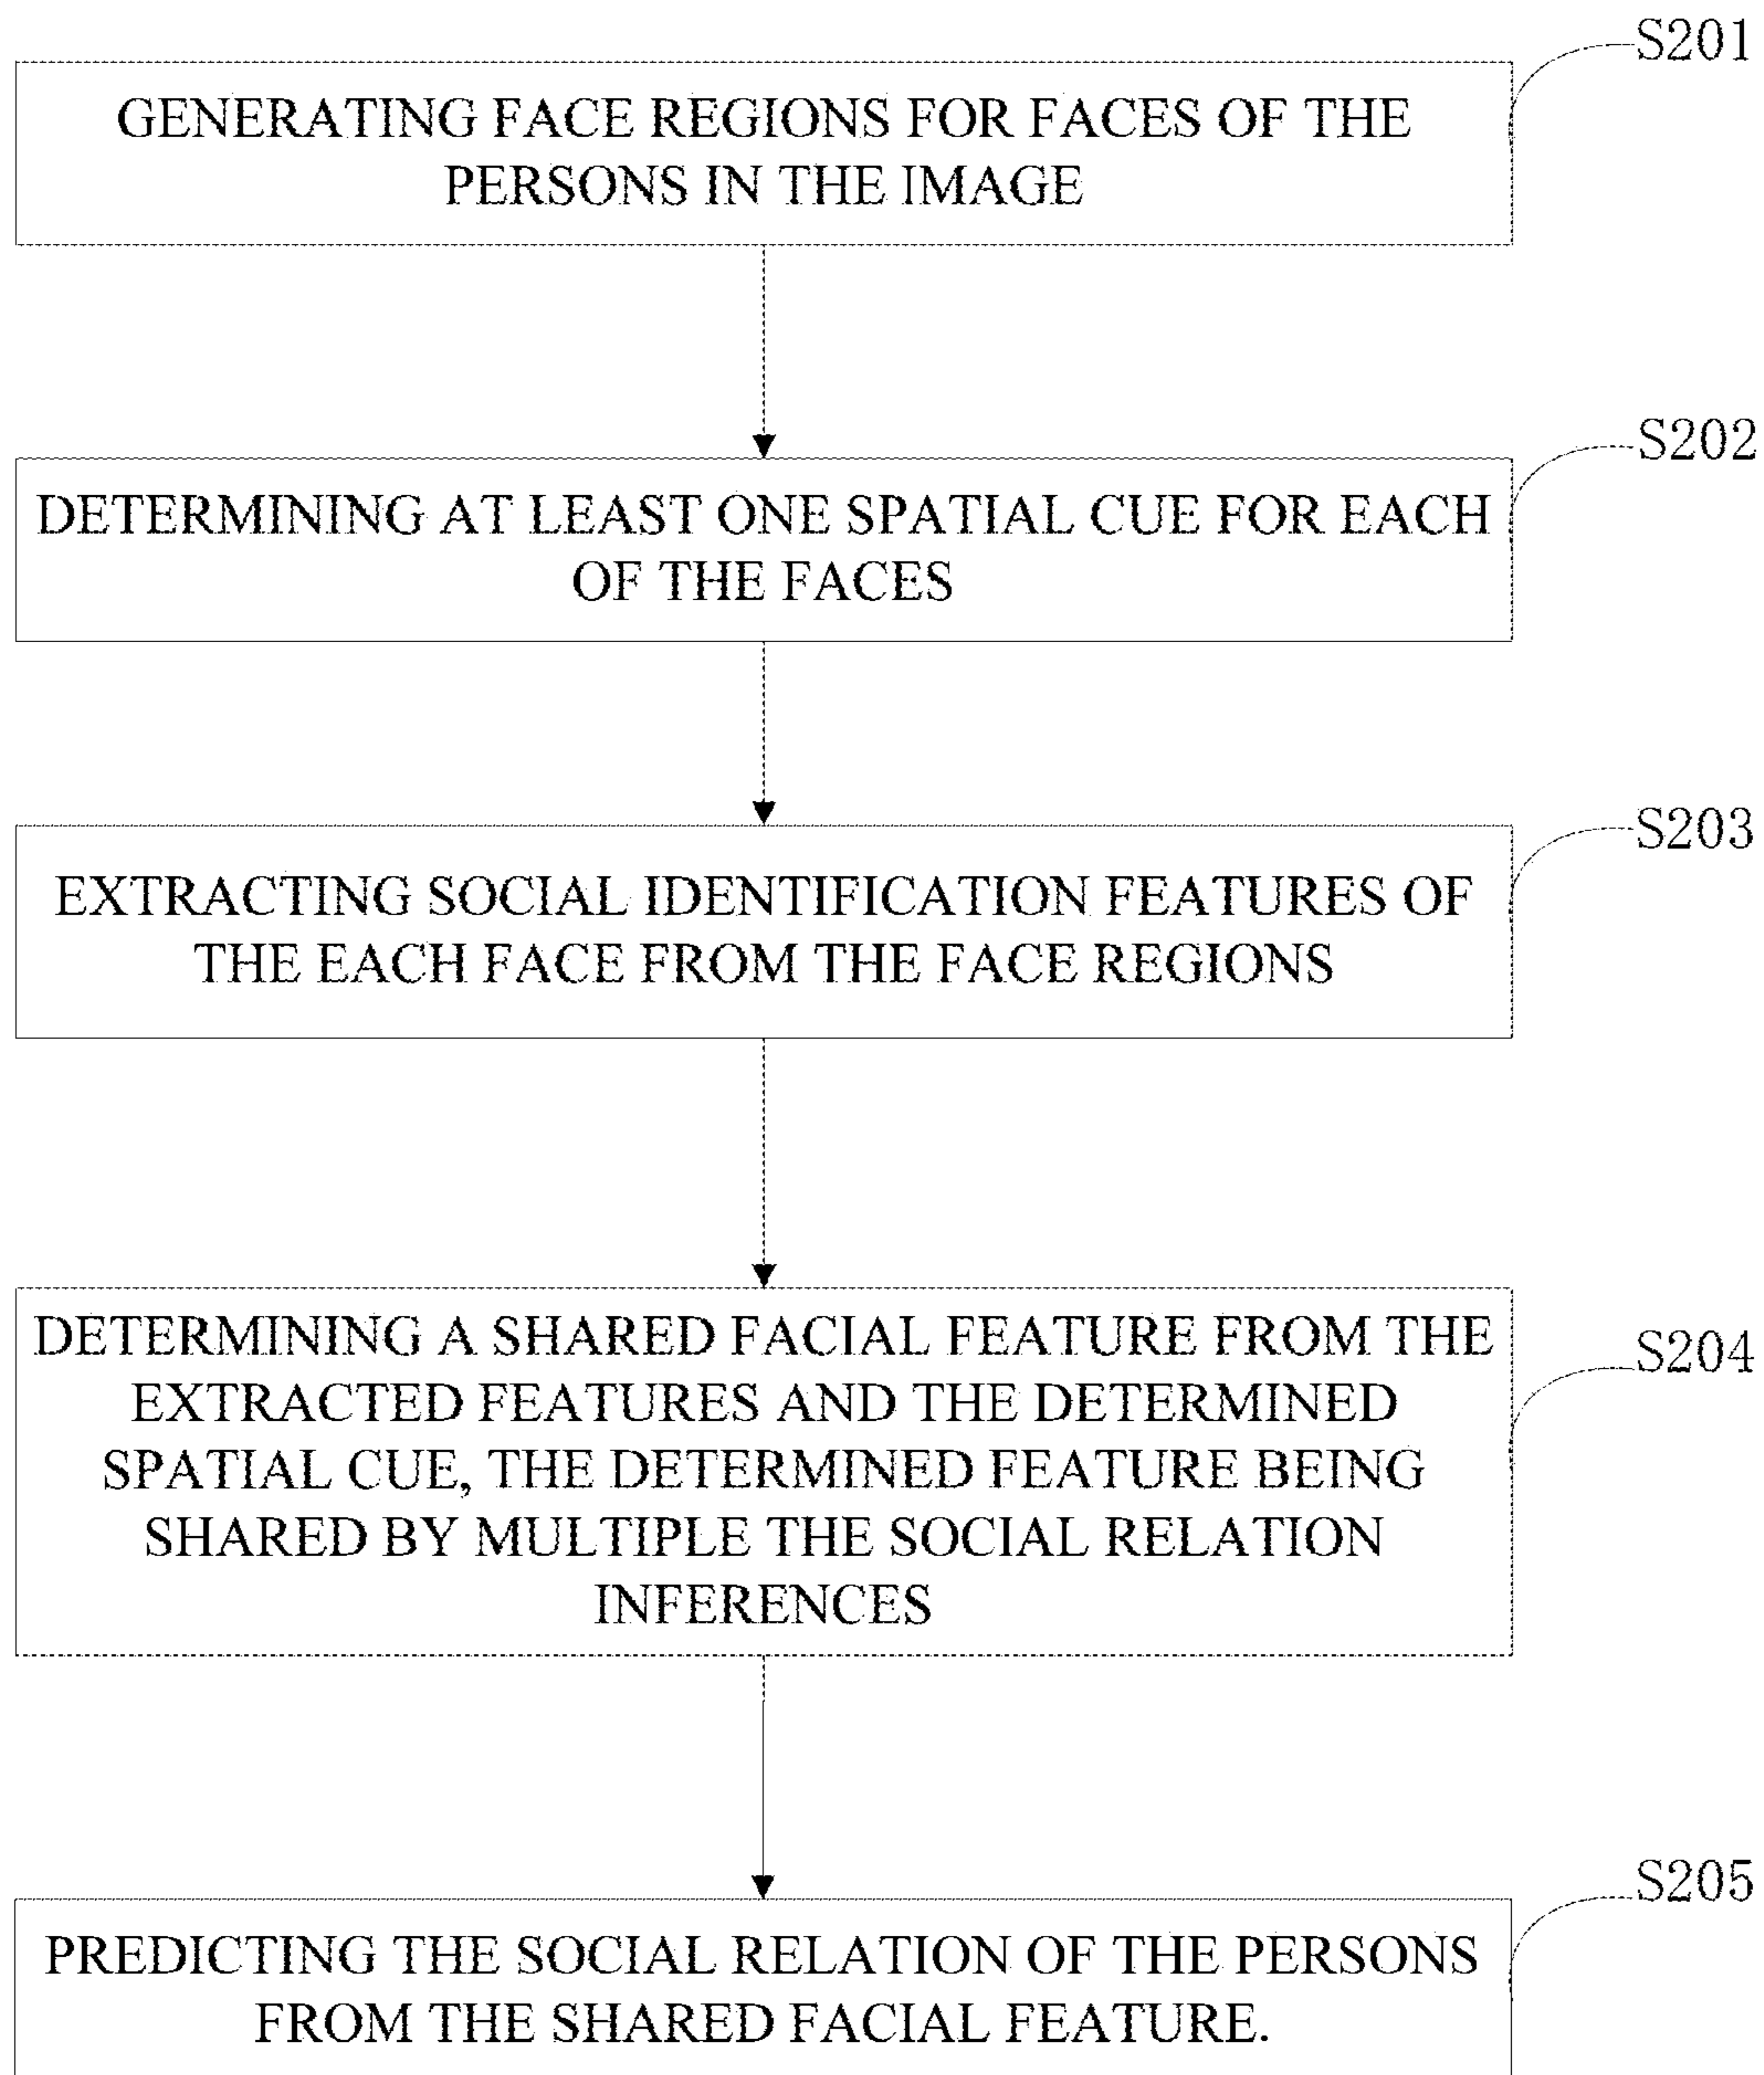 S201
GENERATING FACE REGIONS FOR FACES OF THE
PERSONS IN THE IMAGE
S202
DETERMINING AT LEAST ONE SPATIAL CUE FOR EACH
OF THE FACES
S203
EXTRACTING SOCIAL IDENTIFICATION FEATURES OF
THE EACH FACE FROM THE FACE REGIONS
S204
DETERMINING A SHARED FACIAL FEATURE FROM THE
EXTRACTED FEATURES AND THE DETERMINED
SPATIAL CUE, THE DETERMINED FEATURE BEING
SHARED BY MULTIPLE THE SOCIAL RELATION
INFERENCES
S205
PREDICTING THE SOCIAL RELATION OF THE PERSONS
FROM THE SHARED FACIAL FEATURE.